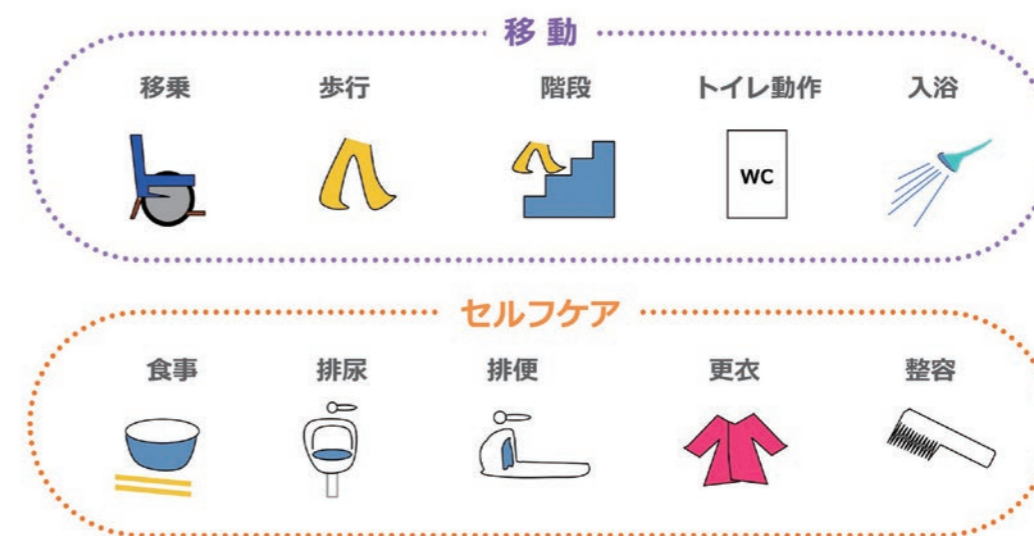 移動
移乗 歩行 階段 トイレ動作 入浴
WC
セルフケア
食事 排尿 排便 更衣 整容